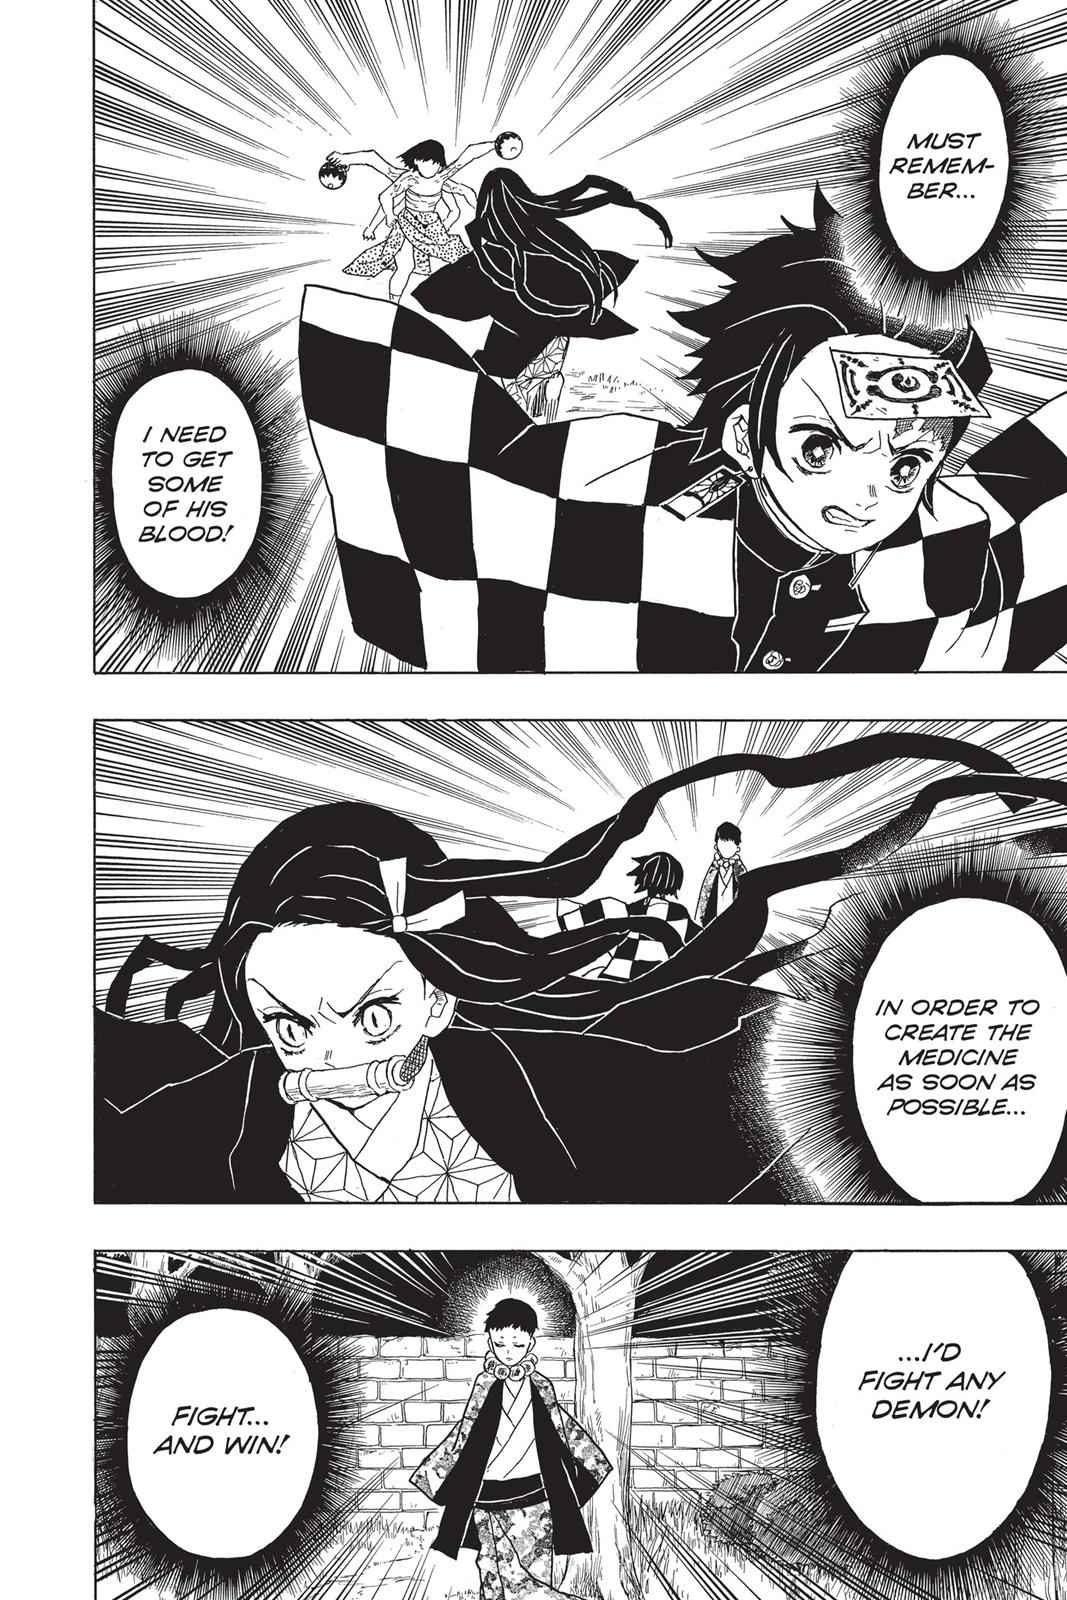 MUST
REMEM-
BER...
I NEED
TO GET
SOME
OF HIS
BLOOD!
IN ORDER TO
CREATE THE
MEDICINE
AS SOON AS
POSSIBLE...
...I'D
FIGHT ANY
DEMON!
FIGHT...
AND WIN!